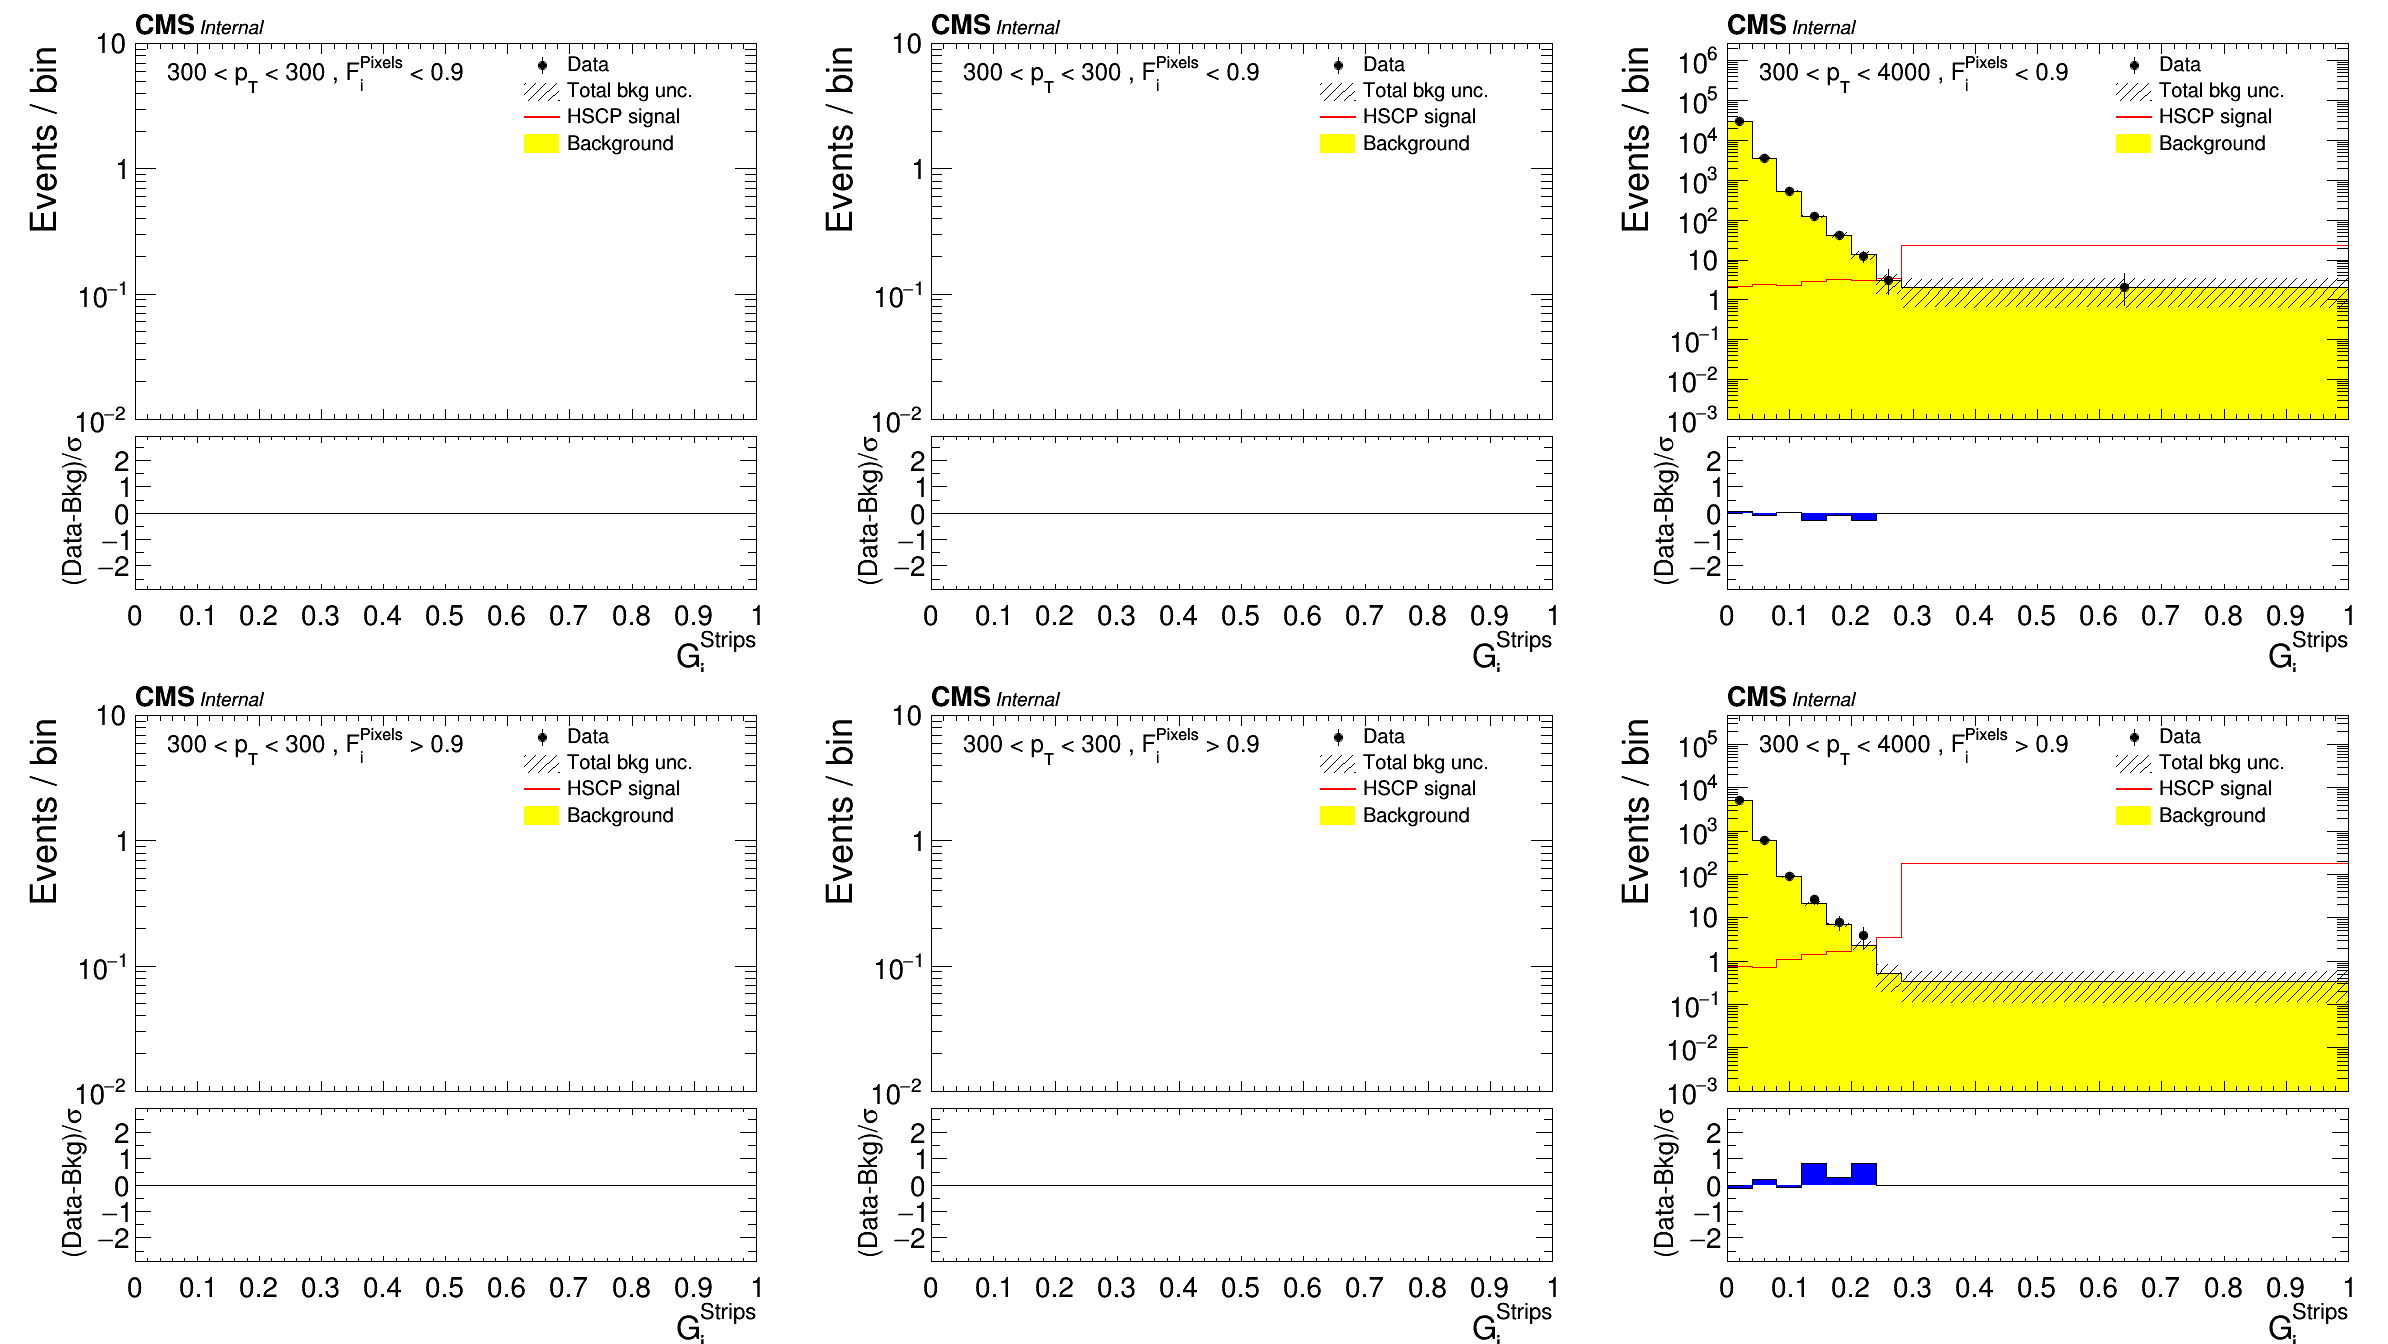 CMS Internal
Events / bin
300 < p_T < 300 , F_i^Pixels < 0.9
Data
Total bkg unc.
HSCP signal
Background
10
1
10^−1
10^−2
(Data-Bkg)/σ
2
1
0
−1
−2
0 0.1 0.2 0.3 0.4 0.5 0.6 0.7 0.8 0.9 1
G_i^Strips
CMS Internal
Events / bin
300 < p_T < 300 , F_i^Pixels < 0.9
Data
Total bkg unc.
HSCP signal
Background
10
1
10^−1
10^−2
(Data-Bkg)/σ
2
1
0
−1
−2
0 0.1 0.2 0.3 0.4 0.5 0.6 0.7 0.8 0.9 1
G_i^Strips
CMS Internal
Events / bin
300 < p_T < 4000 , F_i^Pixels < 0.9
Data
Total bkg unc.
HSCP signal
Background
10^6
10^5
10^4
10^3
10^2
10
1
10^−1
10^−2
10^−3
(Data-Bkg)/σ
2
1
0
−1
−2
0 0.1 0.2 0.3 0.4 0.5 0.6 0.7 0.8 0.9 1
G_i^Strips
CMS Internal
Events / bin
300 < p_T < 300 , F_i^Pixels > 0.9
Data
Total bkg unc.
HSCP signal
Background
10
1
10^−1
10^−2
(Data-Bkg)/σ
2
1
0
−1
−2
0 0.1 0.2 0.3 0.4 0.5 0.6 0.7 0.8 0.9 1
G_i^Strips
CMS Internal
Events / bin
300 < p_T < 300 , F_i^Pixels > 0.9
Data
Total bkg unc.
HSCP signal
Background
10
1
10^−1
10^−2
(Data-Bkg)/σ
2
1
0
−1
−2
0 0.1 0.2 0.3 0.4 0.5 0.6 0.7 0.8 0.9 1
G_i^Strips
CMS Internal
Events / bin
300 < p_T < 4000 , F_i^Pixels > 0.9
Data
Total bkg unc.
HSCP signal
Background
10^5
10^4
10^3
10^2
10
1
10^−1
10^−2
10^−3
(Data-Bkg)/σ
2
1
0
−1
−2
0 0.1 0.2 0.3 0.4 0.5 0.6 0.7 0.8 0.9 1
G_i^Strips